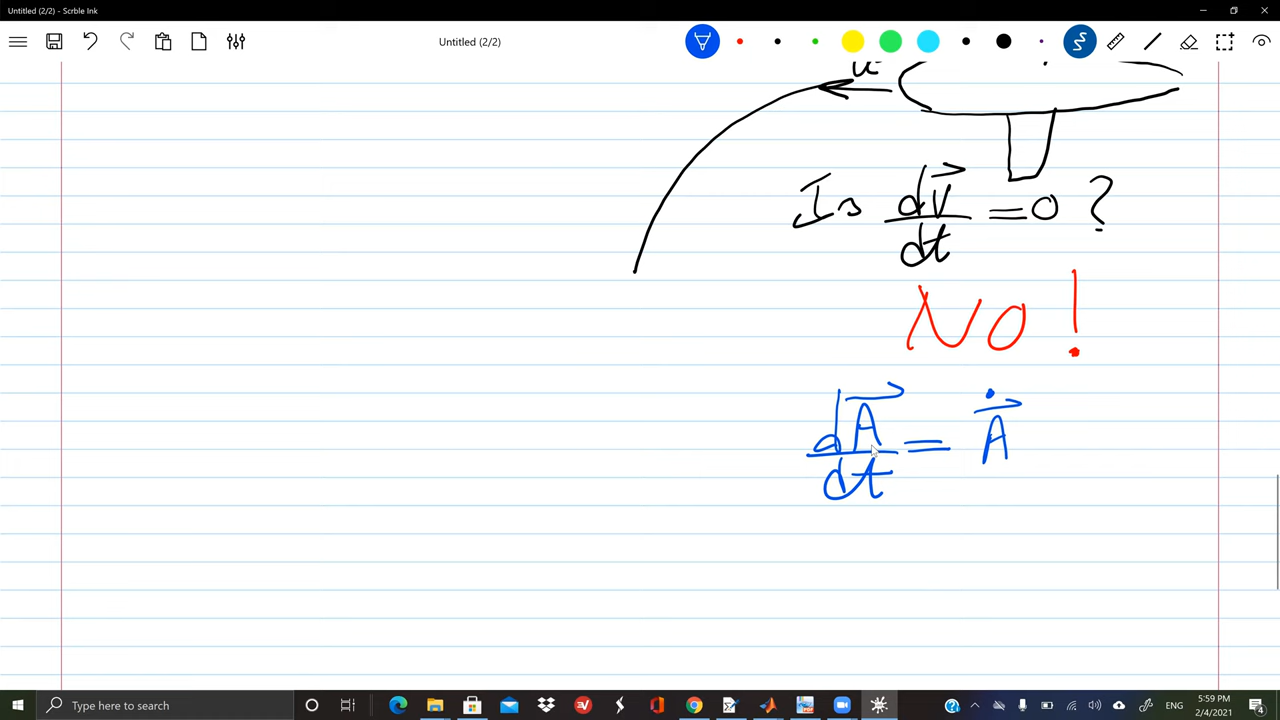 Untitled (2/2) - Scrble Ink
Untitled (2/2)
Is dV⃗/dt = 0 ?
NO!
dA⃗/dt = Ȧ⃗
Type here to search
5:59 PM
2/4/2021
4